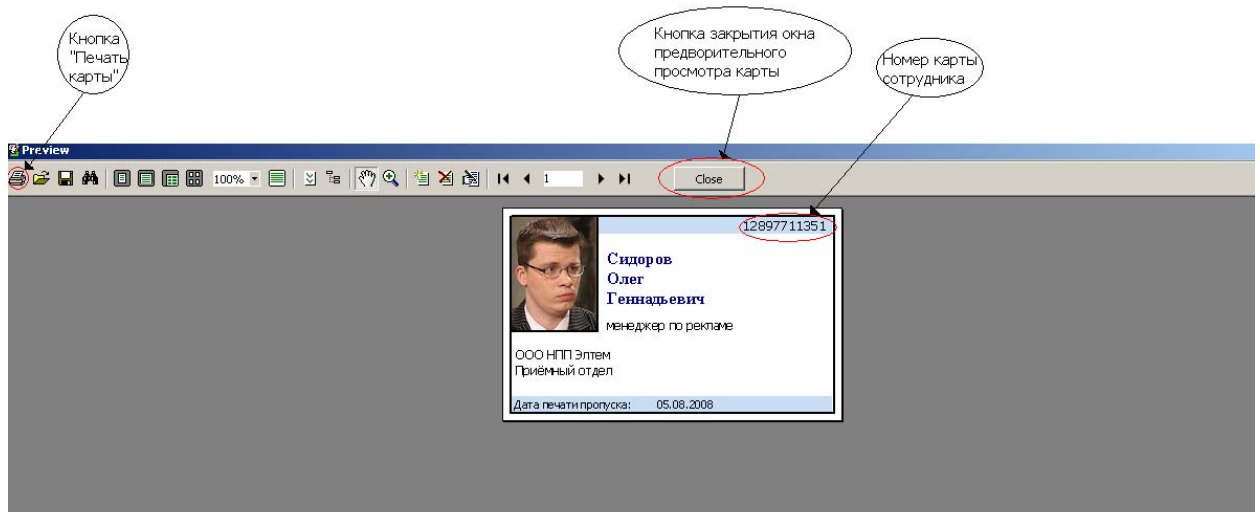 Кнопка
"Печать
карты"
Кнопка закрытия окна
предворительного
просмотра карты
Номер карты
сотрудника
Preview
100%
1
Close
12897711351
Сидоров
Олег
Геннадьевич
менеджер по рекламе
ООО НПП Элтем
Приёмный отдел
Дата печати пропуска: 05.08.2008